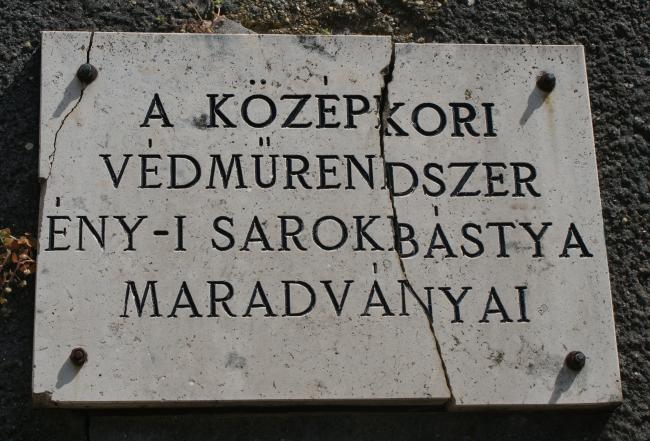 A KÖZÉPKORI
VÉDMŰRENDSZER
ÉNY-I SAROKBÁSTYA
MARADVÁNYAI